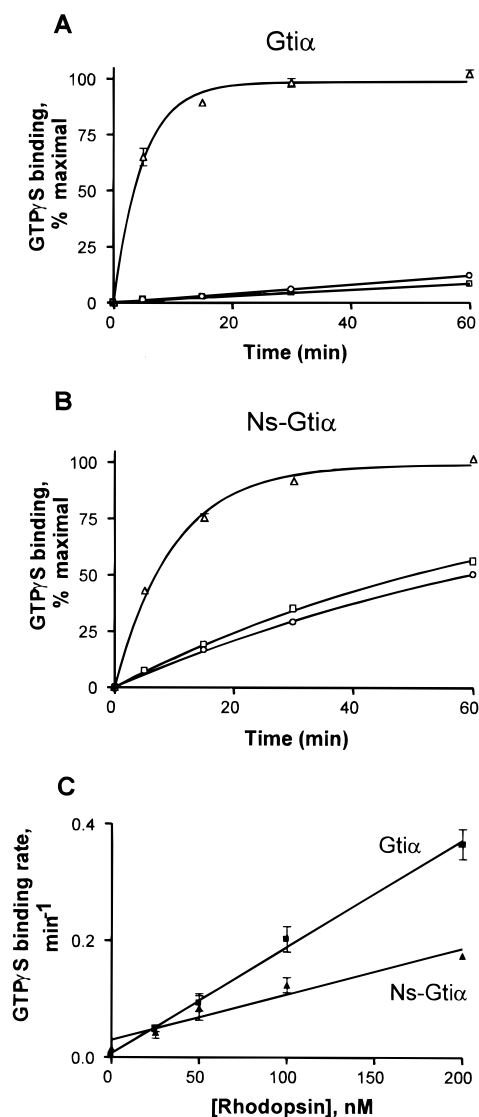 A
Gtiα
GTPγS binding,
% maximal
100
75
50
25
0
0
20
40
60
Time (min)
B
Ns-Gtiα
GTPγS binding,
% maximal
100
75
50
25
0
0
20
40
60
Time (min)
C
GTPγS binding rate,
min-1
0.4
0.2
0.0
Gtiα
Ns-Gtiα
0
50
100
150
200
[Rhodopsin], nM